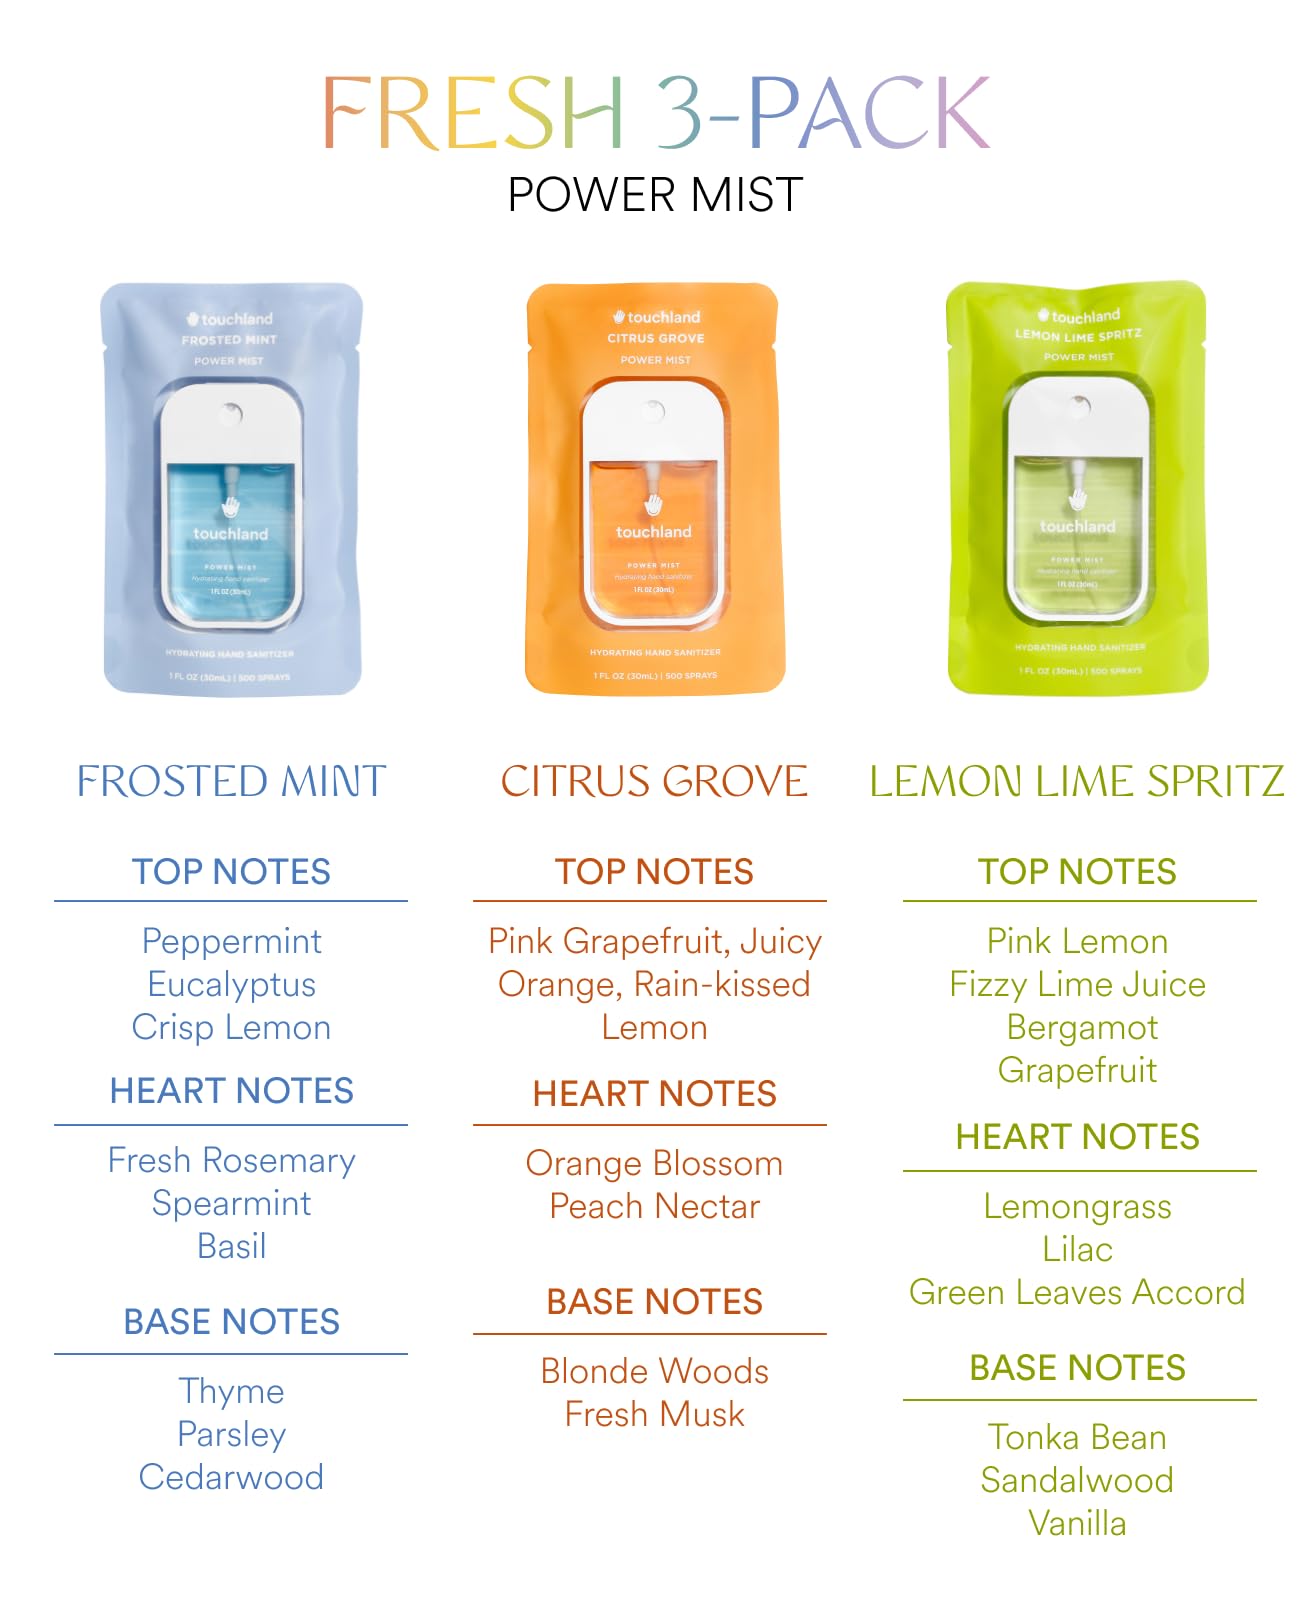 FRESH 3-PACK
POWER MIST
touchland
FROSTED MINT
POWER MIST
touchland
POWER MIST
Hydrating hand sanitizer
1 FL OZ (30mL)
HYDRATING HAND SANITIZER
1 FL OZ (30mL) | 500 SPRAYS
touchland
CITRUS GROVE
POWER MIST
touchland
POWER MIST
Hydrating hand sanitizer
1 FL OZ (30mL)
HYDRATING HAND SANITIZER
1 FL OZ (30mL) | 500 SPRAYS
touchland
LEMON LIME SPRITZ
POWER MIST
touchland
POWER MIST
Hydrating hand sanitizer
1 FL OZ (30mL)
HYDRATING HAND SANITIZER
1 FL OZ (30mL) | 500 SPRAYS
FROSTED MINT
TOP NOTES
Peppermint
Eucalyptus
Crisp Lemon
HEART NOTES
Fresh Rosemary
Spearmint
Basil
BASE NOTES
Thyme
Parsley
Cedarwood
CITRUS GROVE
TOP NOTES
Pink Grapefruit, Juicy
Orange, Rain-kissed
Lemon
HEART NOTES
Orange Blossom
Peach Nectar
BASE NOTES
Blonde Woods
Fresh Musk
LEMON LIME SPRITZ
TOP NOTES
Pink Lemon
Fizzy Lime Juice
Bergamot
Grapefruit
HEART NOTES
Lemongrass
Lilac
Green Leaves Accord
BASE NOTES
Tonka Bean
Sandalwood
Vanilla